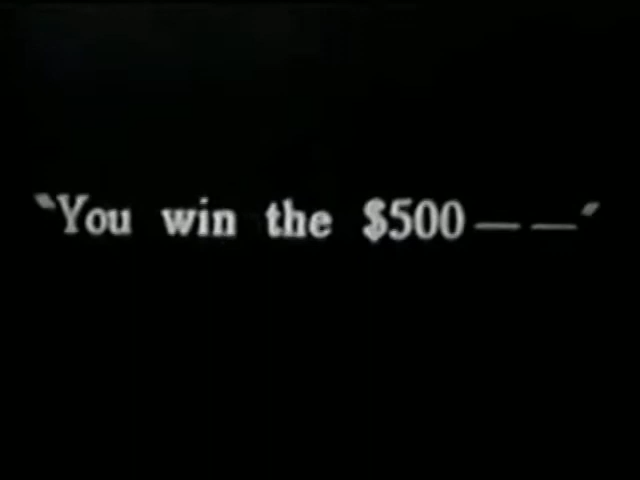 "You win the $500 — —"